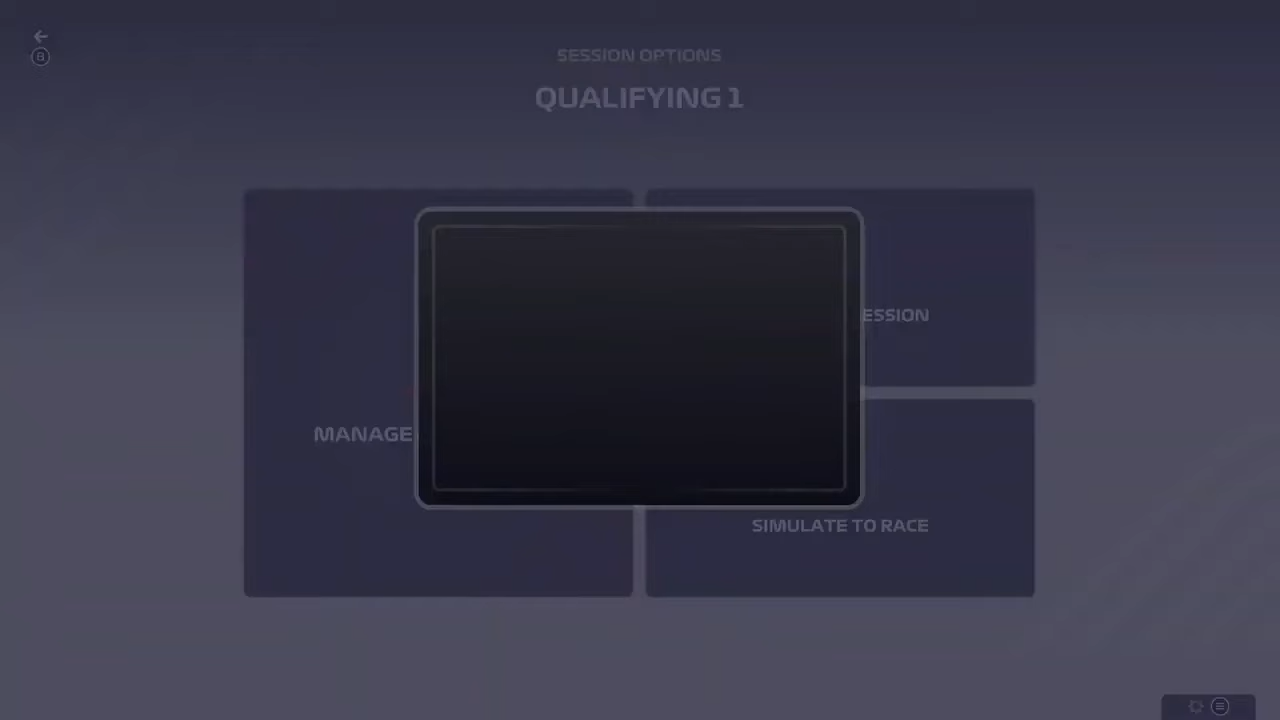 B
SESSION OPTIONS
QUALIFYING 1
ESSION
MANAGE
SIMULATE TO RACE